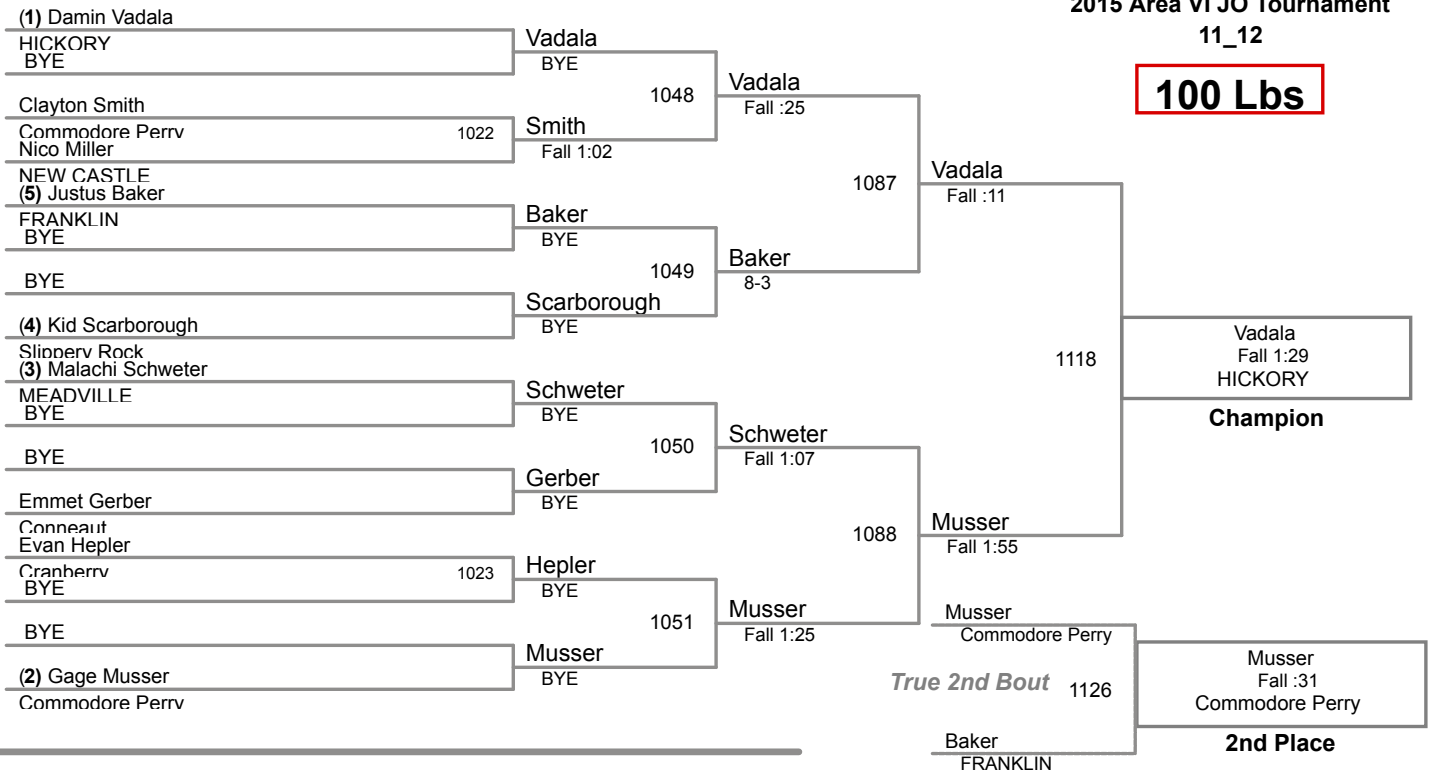 2015 Area VI JO Tournament
11_12
100 Lbs
(1) Damin Vadala
HICKORY
BYE
Clayton Smith
Commodore Perry
1022
Nico Miller
NEW CASTLE
(5) Justus Baker
FRANKLIN
BYE
BYE
(4) Kid Scarborough
Slippery Rock
(3) Malachi Schweter
MEADVILLE
BYE
BYE
Emmet Gerber
Conneaut
Evan Hepler
Cranberry
1023
BYE
BYE
(2) Gage Musser
Commodore Perry
Vadala
BYE
1048
Smith
Fall 1:02
Baker
BYE
1049
Scarborough
BYE
Schweter
BYE
1050
Gerber
BYE
Hepler
BYE
1051
Musser
BYE
Vadala
Fall :25
1087
Baker
8-3
Schweter
Fall 1:07
1088
Musser
Fall 1:25
Vadala
Fall :11
1118
Musser
Fall 1:55
Vadala
Fall 1:29
HICKORY
Champion
Musser
Commodore Perry
True 2nd Bout
1126
Baker
FRANKLIN
Musser
Fall :31
Commodore Perry
2nd Place